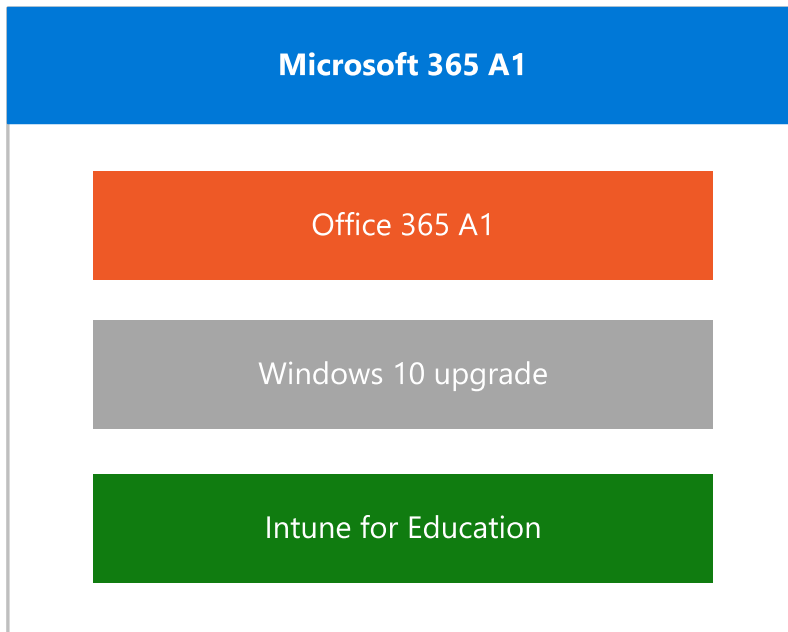 Microsoft 365 A1
Office 365 A1
Windows 10 upgrade
Intune for Education